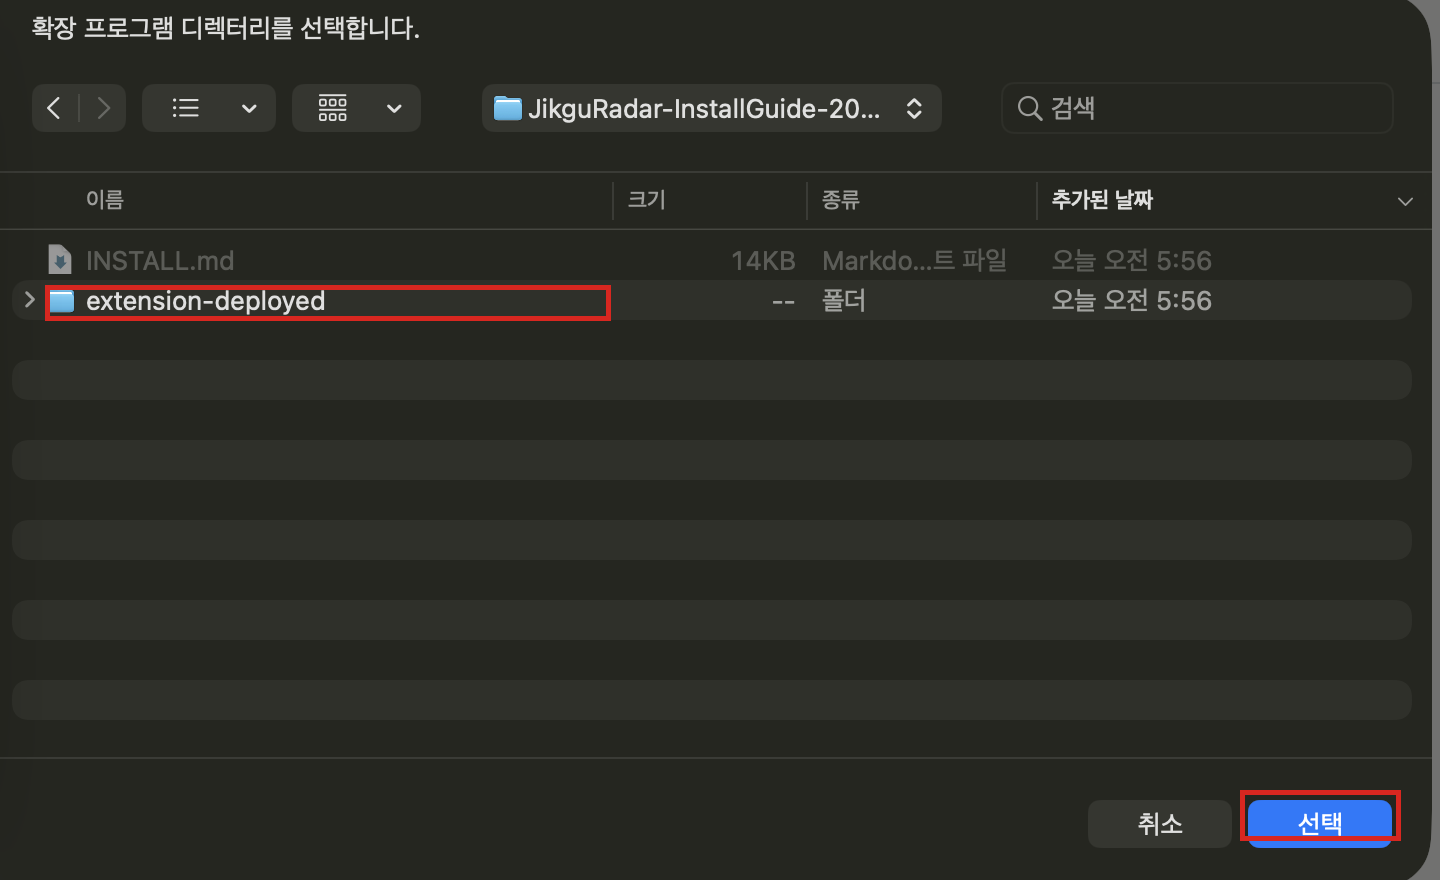 확장 프로그램 디렉터리를 선택합니다.
JikguRadar-InstallGuide-20...
검색
이름 크기 종류 추가된 날짜
INSTALL.md 14KB Markdo...트 파일 오늘 오전 5:56
extension-deployed -- 폴더 오늘 오전 5:56
취소 선택